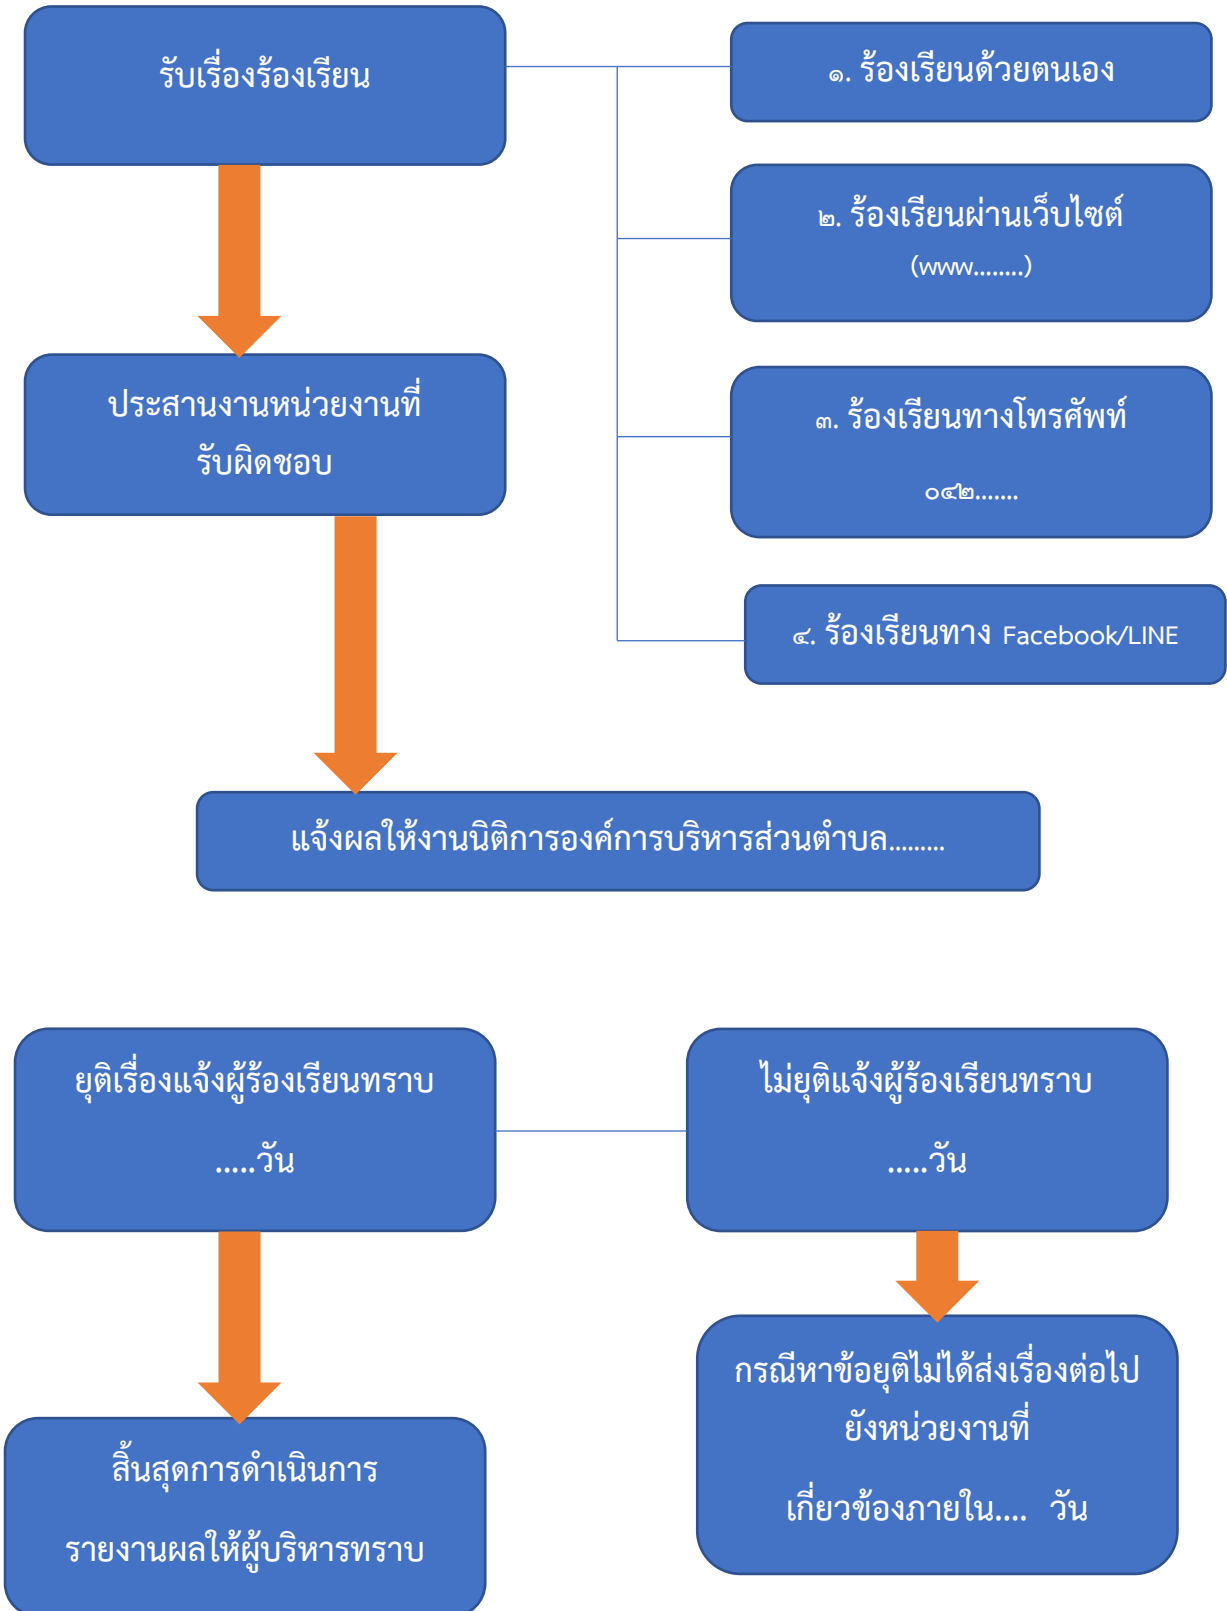 รับเรื่องร้องเรียน
๑. ร้องเรียนด้วยตนเอง
๒. ร้องเรียนผ่านเว็บไซต์
(www........)
ประสานงานหน่วยงานที่
รับผิดชอบ
๓. ร้องเรียนทางโทรศัพท์
๐๔๒.......
๔. ร้องเรียนทาง Facebook/LINE
แจ้งผลให้งานนิติการองค์การบริหารส่วนตำบล.........
ยุติเรื่องแจ้งผู้ร้องเรียนทราบ
.....วัน
ไม่ยุติแจ้งผู้ร้องเรียนทราบ
.....วัน
กรณีหาข้อยุติไม่ได้ส่งเรื่องต่อไป
ยังหน่วยงานที่
เกี่ยวข้องภายใน.... วัน
สิ้นสุดการดำเนินการ
รายงานผลให้ผู้บริหารทราบ